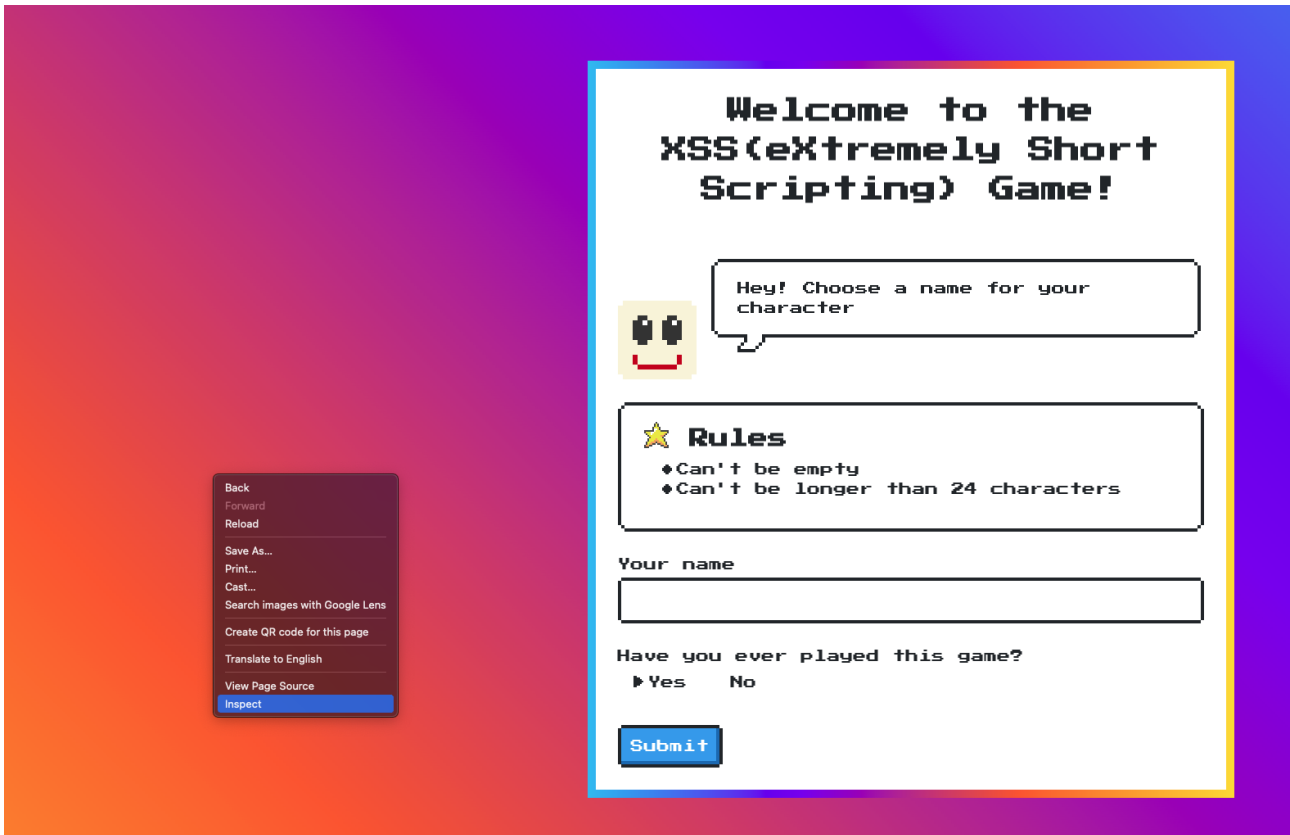 Welcome to the
XSS(eXtremely Short
Scripting) Game!
Hey! Choose a name for your
character
Rules
Can't be empty
Can't be longer than 24 characters
Your name
Have you ever played this game?
Yes No
Submit
Back
Forward
Reload
Save As...
Print...
Cast...
Search images with Google Lens
Create QR code for this page
Translate to English
View Page Source
Inspect